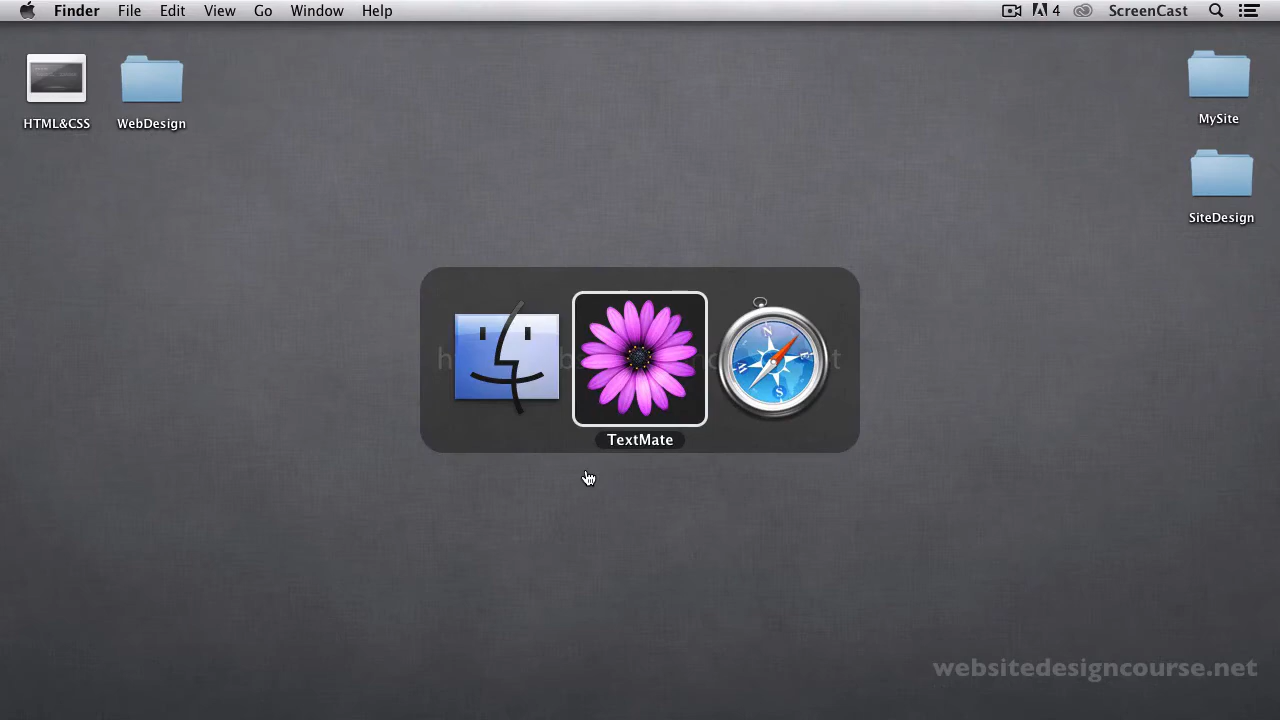 Finder File Edit View Go Window Help 4 ScreenCast
HTML&CSS WebDesign MySite
SiteDesign
N
W E
S
TextMate
websitedesigncourse.net